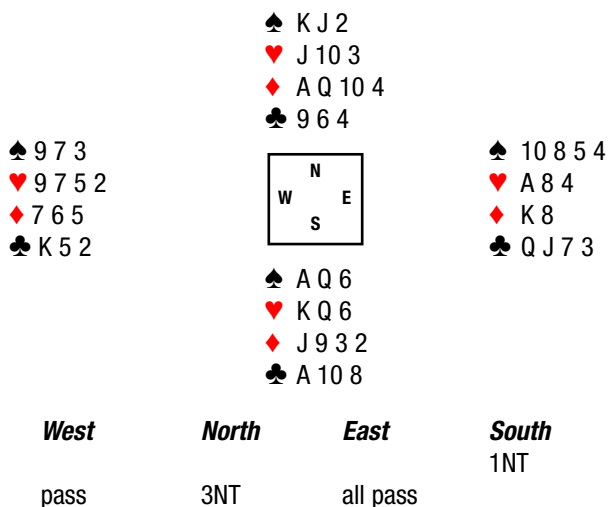 ♠ K J 2
♥ J 10 3
♦ A Q 10 4
♣ 9 6 4
♠ 9 7 3
♥ 9 7 5 2
♦ 7 6 5
♣ K 5 2
N
W E
S
♠ 10 8 5 4
♥ A 8 4
♦ K 8
♣ Q J 7 3
♠ A Q 6
♥ K Q 6
♦ J 9 3 2
♣ A 10 8
West North East South
1NT
pass 3NT all pass